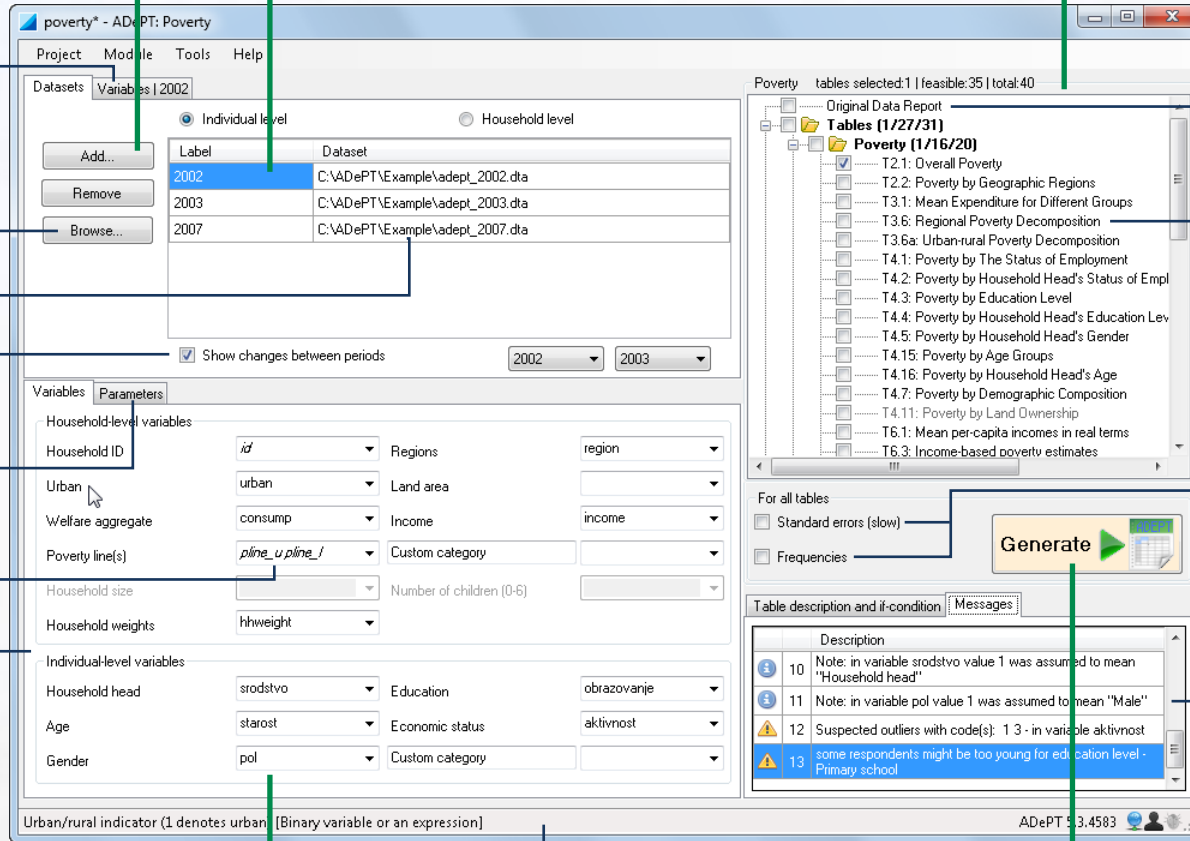 poverty* - ADePT: Poverty
Project Module Tools Help
Datasets Variables | 2002
Individual level Household level
Add...
Remove
Browse...
Label Dataset
2002 C:\ADePT\Example\adept_2002.dta
2003 C:\ADePT\Example\adept_2003.dta
2007 C:\ADePT\Example\adept_2007.dta
Show changes between periods 2002 2003
Variables Parameters
Household-level variables
Household ID id Regions region
Urban urban Land area
Welfare aggregate consump Income income
Poverty line(s) pline_u pline_l Custom category
Household size Number of children (0-6)
Household weights hhweight
Individual-level variables
Household head srodstvo Education obrazovanje
Age starost Economic status aktivnost
Gender pol Custom category
Poverty tables selected:1 | feasible:35 | total:40
Original Data Report
Tables (1/27/31)
Poverty (1/16/20)
T2.1: Overall Poverty
T2.2: Poverty by Geographic Regions
T3.1: Mean Expenditure for Different Groups
T3.6: Regional Poverty Decomposition
T3.6a: Urban-rural Poverty Decomposition
T4.1: Poverty by The Status of Employment
T4.2: Poverty by Household Head's Status of Empl
T4.3: Poverty by Education Level
T4.4: Poverty by Household Head's Education Lev
T4.5: Poverty by Household Head's Gender
T4.15: Poverty by Age Groups
T4.16: Poverty by Household Head's Age
T4.7: Poverty by Demographic Composition
T4.11: Poverty by Land Ownership
T6.1: Mean per-capita incomes in real terms
T6.3: Income-based poverty estimates
For all tables
Standard errors (slow)
Frequencies
Generate
ADEPT
Table description and if-condition Messages
Description
10 Note: in variable srodstvo value 1 was assumed to mean
"Household head"
11 Note: in variable pol value 1 was assumed to mean "Male"
12 Suspected outliers with code(s): 1 3 - in variable aktivnost
13 some respondents might be too young for education level -
Primary school
Urban/rural indicator (1 denotes urban) [Binary variable or an expression]
ADePT 5.3.4583